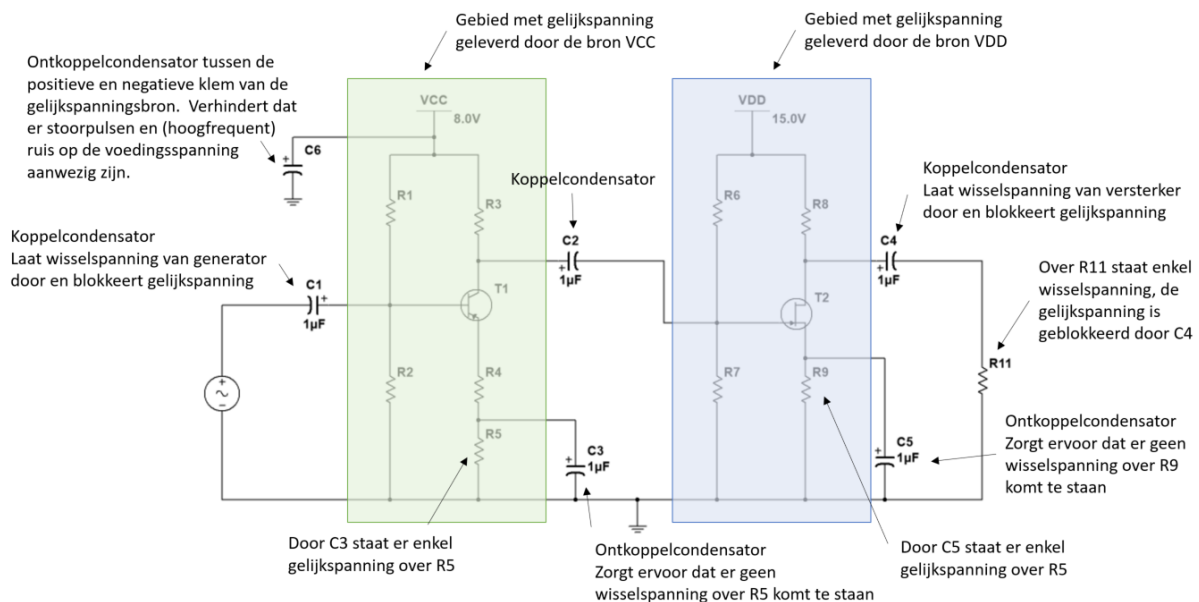 Gebied met gelijkspanning
geleverd door de bron VCC
Gebied met gelijkspanning
geleverd door de bron VDD
Ontkoppelcondensator tussen de
positieve en negatieve klem van de
gelijkspanningsbron. Verhindert dat
er stoorpulsen en (hoogfrequent)
ruis op de voedingsspanning
aanwezig zijn.
VCC
8.0V
VDD
15.0V
+
C6
R1
R3
Koppelcondensator
R6
R8
Koppelcondensator
Laat wisselspanning van versterker
door en blokkeert gelijkspanning
Koppelcondensator
Laat wisselspanning van generator
door en blokkeert gelijkspanning
C2
+
1µF
C4
+
1µF
C1
+
1µF
T1
T2
Over R11 staat enkel
wisselspanning, de
gelijkspanning is
geblokkeerd door C4
R2
R4
R7
R9
R11
+
~
−
R5
C3
+
1µF
C5
+
1µF
Ontkoppelcondensator
Zorgt ervoor dat er geen
wisselspanning over R9
komt te staan
Door C3 staat er enkel
gelijkspanning over R5
Ontkoppelcondensator
Zorgt ervoor dat er geen
wisselspanning over R5 komt te staan
Door C5 staat er enkel
gelijkspanning over R5